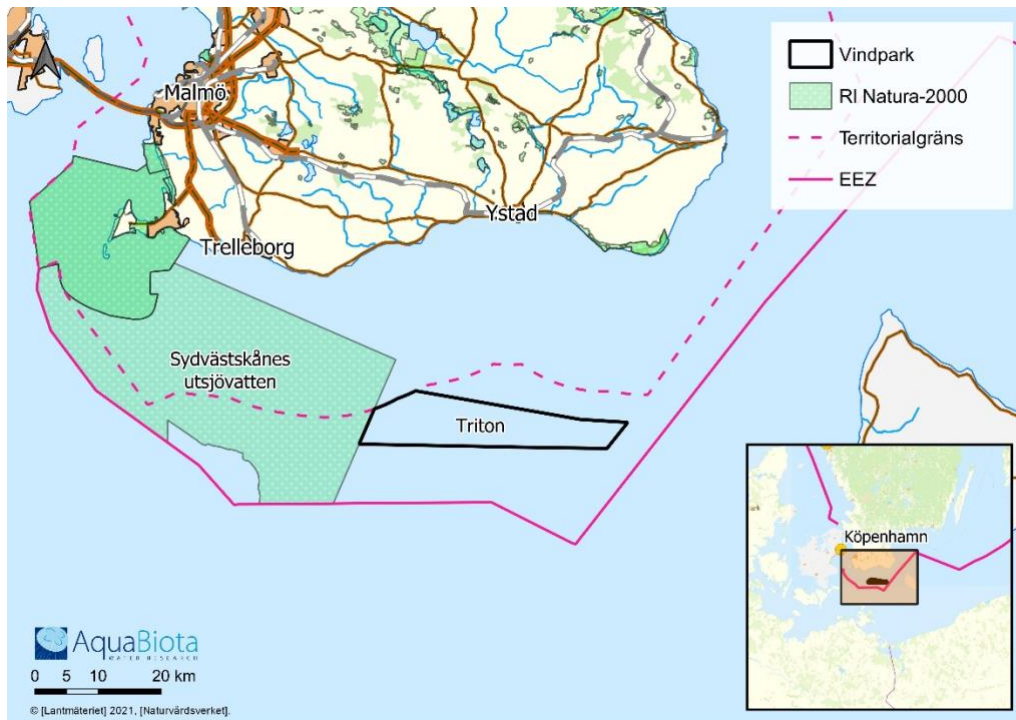 Vindpark
RI Natura-2000
Territorialgräns
EEZ
Malmö
Ystad
Trelleborg
Sydvästskånes
utsjövatten
Triton
Köpenhamn
AquaBiota
WATER RESEARCH
0 5 10 20 km
© [Lantmäteriet] 2021, [Naturvårdsverket].